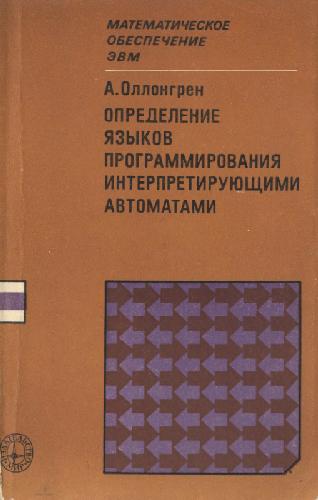 МАТЕМАТИЧЕСКОЕ
ОБЕСПЕЧЕНИЕ
ЭВМ
А. Оллонгрен
ОПРЕДЕЛЕНИЕ
ЯЗЫКОВ
ПРОГРАММИРОВАНИЯ
ИНТЕРПРЕТИРУЮЩИМИ
АВТОМАТАМИ